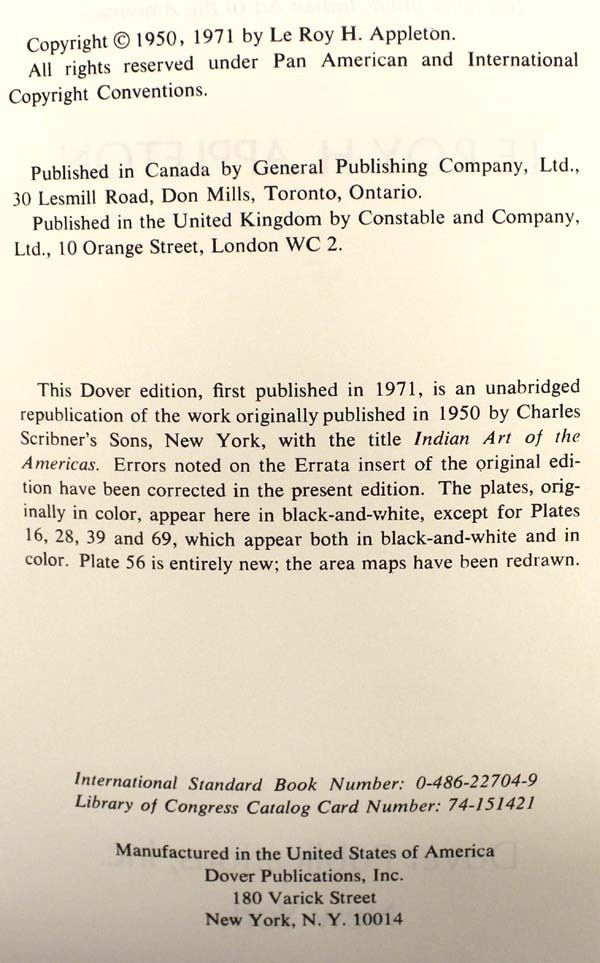 Copyright © 1950, 1971 by Le Roy H. Appleton.
All rights reserved under Pan American and International
Copyright Conventions.
Published in Canada by General Publishing Company, Ltd.,
30 Lesmill Road, Don Mills, Toronto, Ontario.
Published in the United Kingdom by Constable and Company,
Ltd., 10 Orange Street, London WC 2.
This Dover edition, first published in 1971, is an unabridged
republication of the work originally published in 1950 by Charles
Scribner's Sons, New York, with the title Indian Art of the
Americas. Errors noted on the Errata insert of the original edi-
tion have been corrected in the present edition. The plates, orig-
inally in color, appear here in black-and-white, except for Plates
16, 28, 39 and 69, which appear both in black-and-white and in
color. Plate 56 is entirely new; the area maps have been redrawn.
International Standard Book Number: 0-486-22704-9
Library of Congress Catalog Card Number: 74-151421
Manufactured in the United States of America
Dover Publications, Inc.
180 Varick Street
New York, N. Y. 10014